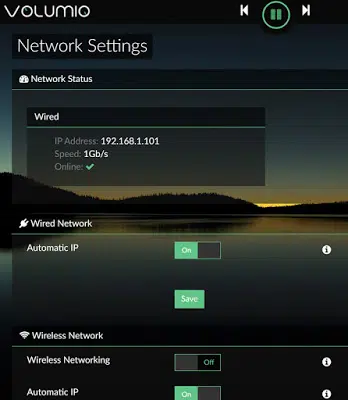 VOLUMIO
Network Settings
Network Status
Wired
IP Address: 192.168.1.101
Speed: 1Gb/s
Online:
Wired Network
Automatic IP
On
Save
Wireless Network
Wireless Networking
Off
Automatic IP
On